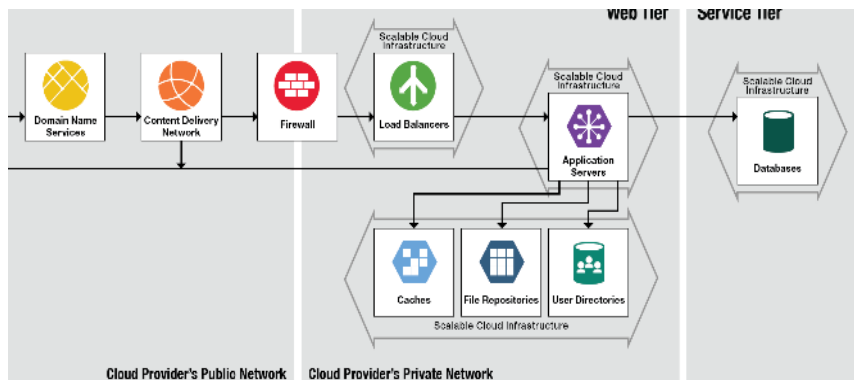 Web Tier
Service Tier
Scalable Cloud
Infrastructure
Scalable Cloud
Infrastructure
Scalable Cloud
Infrastructure
Domain Name
Services
Content Delivery
Network
Firewall
Load Balancers
Application
Servers
Databases
Caches
File Repositories
User Directories
Scalable Cloud Infrastructure
Cloud Provider's Public Network
Cloud Provider's Private Network